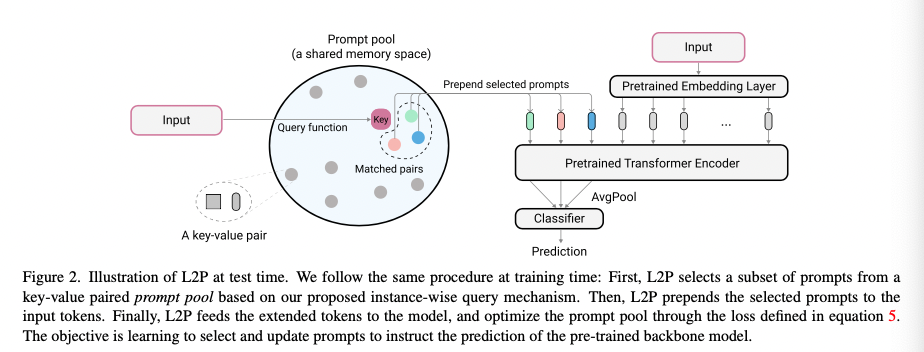 Prompt pool
(a shared memory space)
Input
Query function
Key
Matched pairs
A key-value pair
Prepend selected prompts
Input
Pretrained Embedding Layer
...
Pretrained Transformer Encoder
AvgPool
Classifier
Prediction
Figure 2. Illustration of L2P at test time. We follow the same procedure at training time: First, L2P selects a subset of prompts from a
key-value paired prompt pool based on our proposed instance-wise query mechanism. Then, L2P prepends the selected prompts to the
input tokens. Finally, L2P feeds the extended tokens to the model, and optimize the prompt pool through the loss defined in equation 5.
The objective is learning to select and update prompts to instruct the prediction of the pre-trained backbone model.